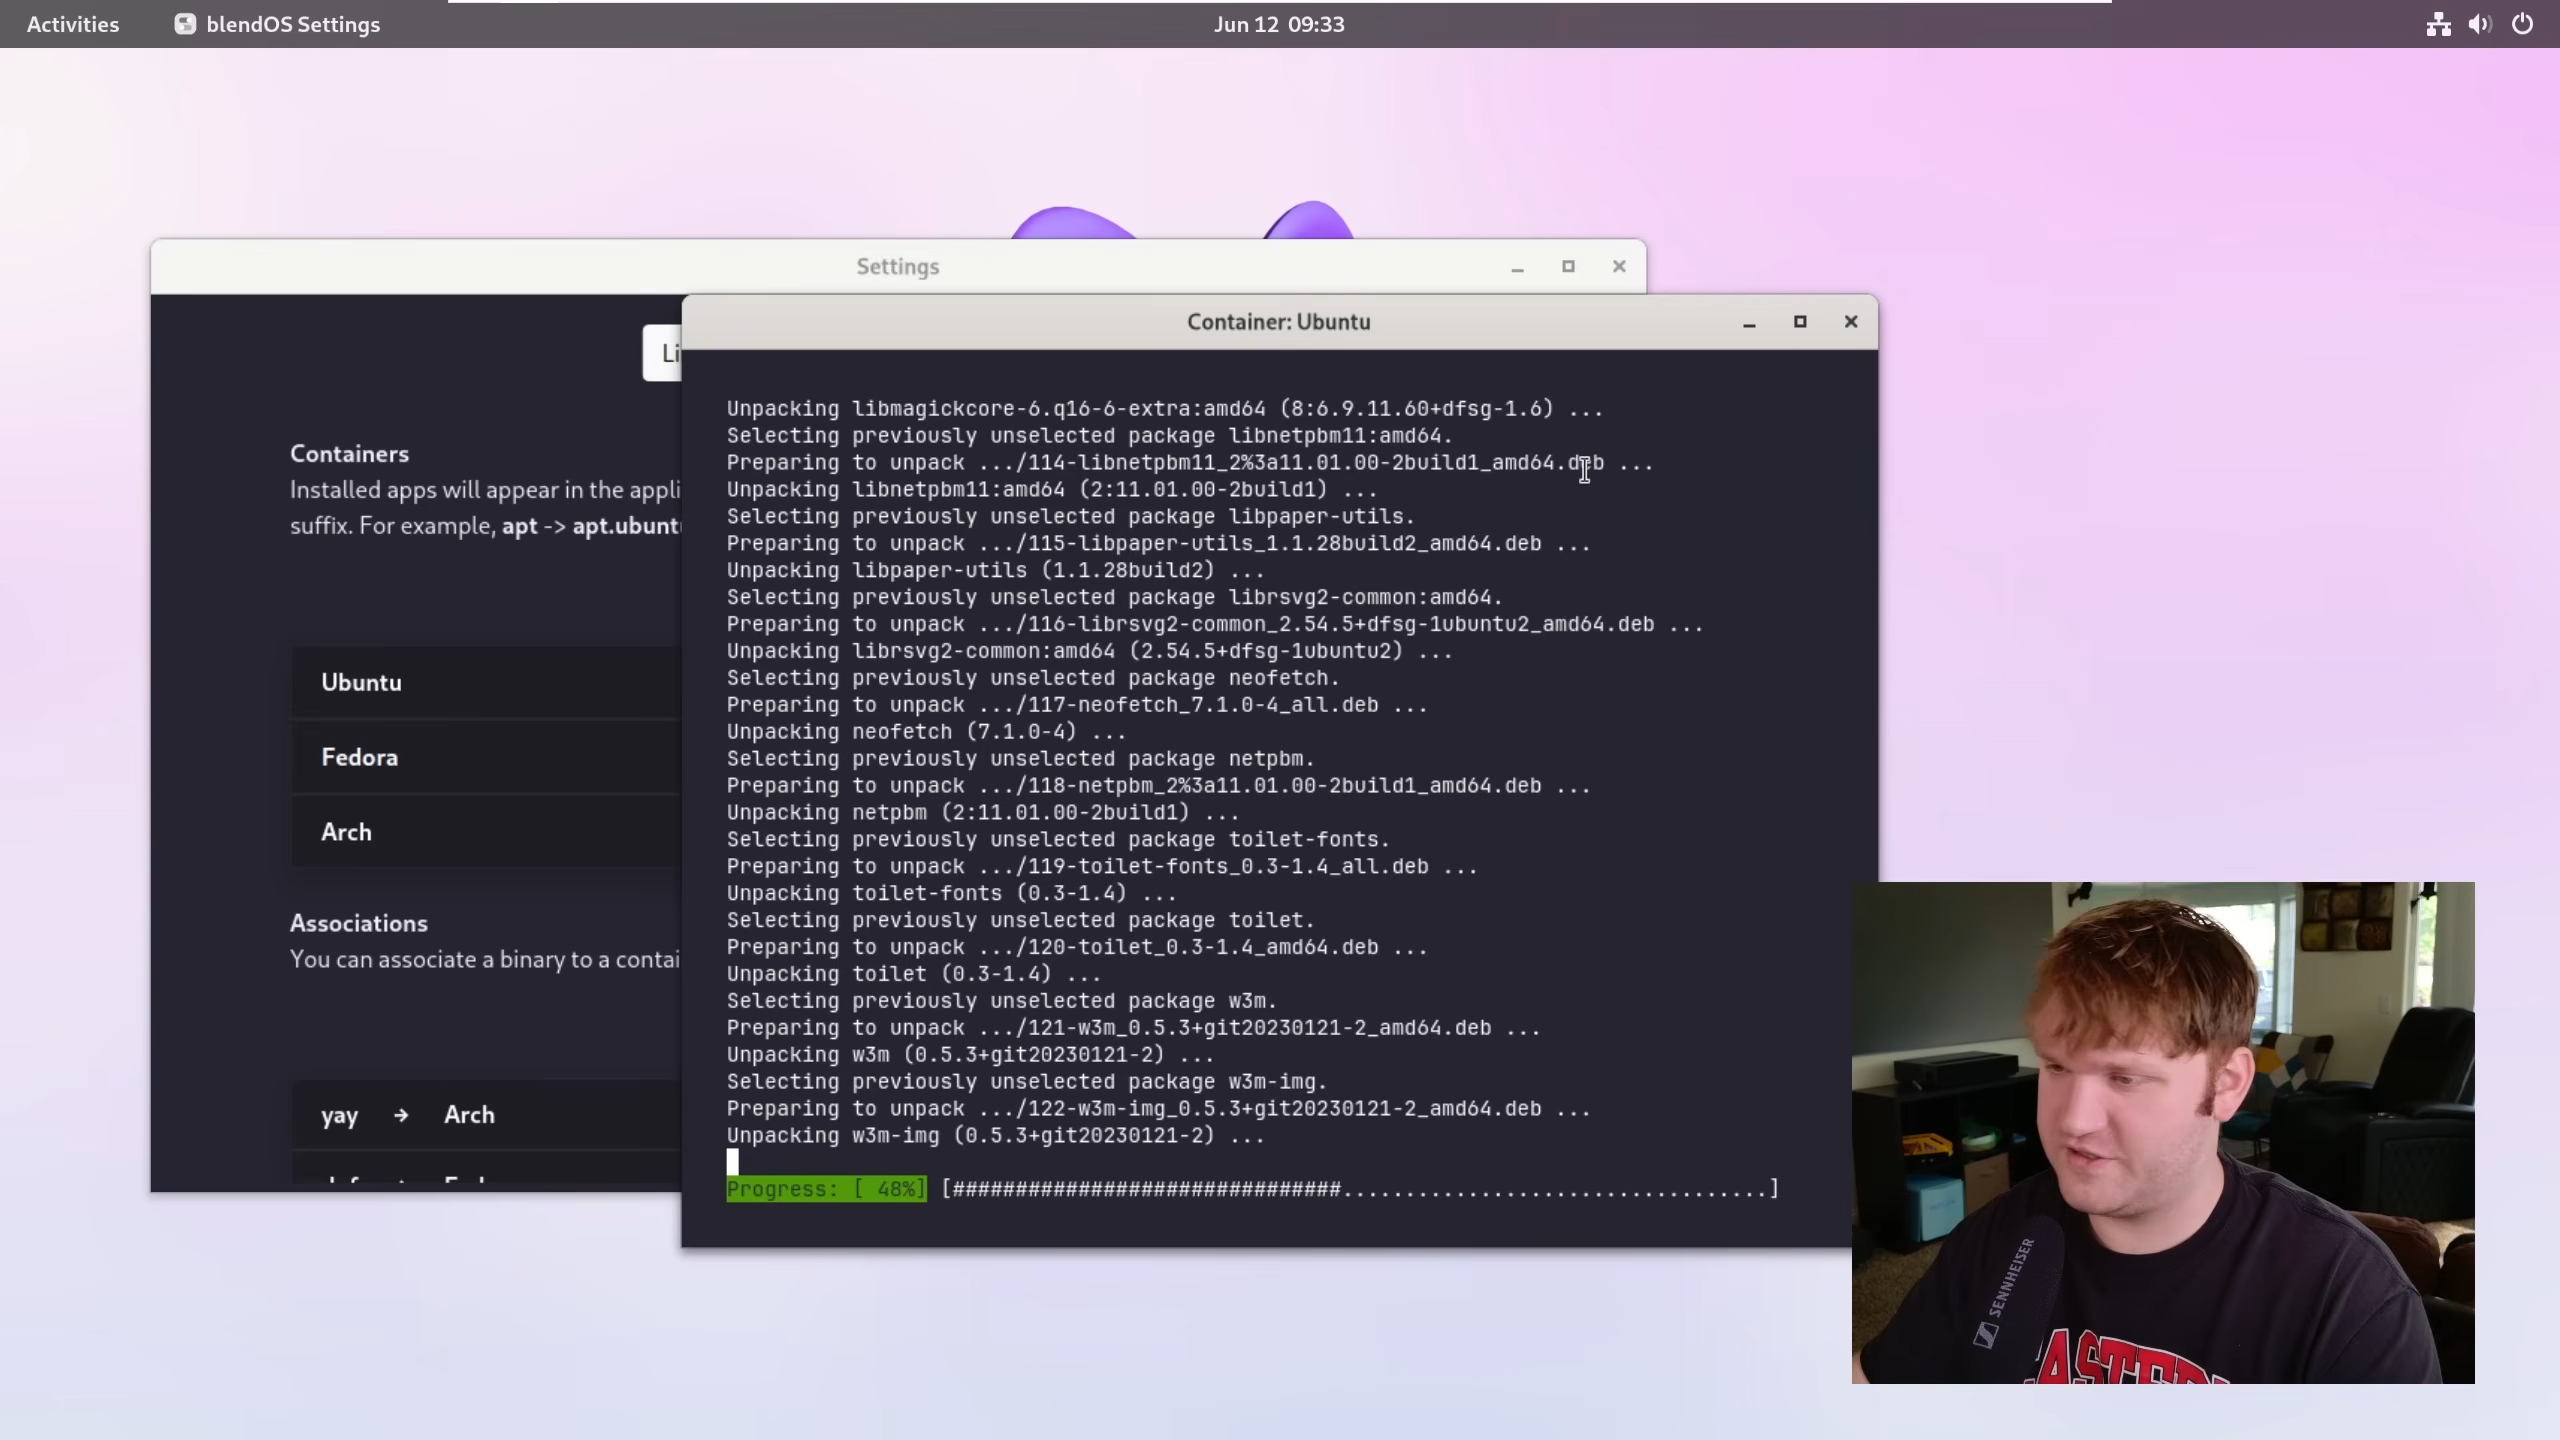 Activities
blendOS Settings
Jun 12 09:33
Settings
Li
Containers
Installed apps will appear in the appli
suffix. For example, apt -> apt.ubunt
Ubuntu
Fedora
Arch
Associations
You can associate a binary to a contai
yay → Arch
Container: Ubuntu
Unpacking libmagickcore-6.q16-6-extra:amd64 (8:6.9.11.60+dfsg-1.6) ...
Selecting previously unselected package libnetpbm11:amd64.
Preparing to unpack .../114-libnetpbm11_2%3a11.01.00-2build1_amd64.deb ...
Unpacking libnetpbm11:amd64 (2:11.01.00-2build1) ...
Selecting previously unselected package libpaper-utils.
Preparing to unpack .../115-libpaper-utils_1.1.28build2_amd64.deb ...
Unpacking libpaper-utils (1.1.28build2) ...
Selecting previously unselected package librsvg2-common:amd64.
Preparing to unpack .../116-librsvg2-common_2.54.5+dfsg-1ubuntu2_amd64.deb ...
Unpacking librsvg2-common:amd64 (2.54.5+dfsg-1ubuntu2) ...
Selecting previously unselected package neofetch.
Preparing to unpack .../117-neofetch_7.1.0-4_all.deb ...
Unpacking neofetch (7.1.0-4) ...
Selecting previously unselected package netpbm.
Preparing to unpack .../118-netpbm_2%3a11.01.00-2build1_amd64.deb ...
Unpacking netpbm (2:11.01.00-2build1) ...
Selecting previously unselected package toilet-fonts.
Preparing to unpack .../119-toilet-fonts_0.3-1.4_all.deb ...
Unpacking toilet-fonts (0.3-1.4) ...
Selecting previously unselected package toilet.
Preparing to unpack .../120-toilet_0.3-1.4_amd64.deb ...
Unpacking toilet (0.3-1.4) ...
Selecting previously unselected package w3m.
Preparing to unpack .../121-w3m_0.5.3+git20230121-2_amd64.deb ...
Unpacking w3m (0.5.3+git20230121-2) ...
Selecting previously unselected package w3m-img.
Preparing to unpack .../122-w3m-img_0.5.3+git20230121-2_amd64.deb ...
Unpacking w3m-img (0.5.3+git20230121-2) ...
Progress: [ 48%] [###############################..................................]
SENNHEISER